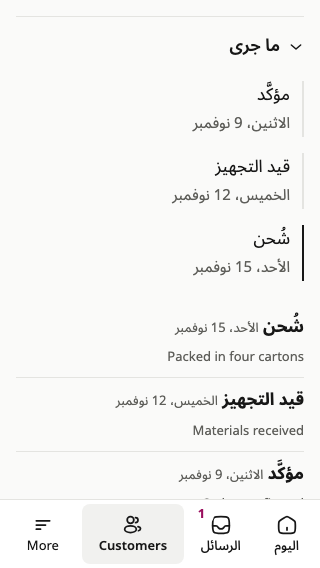 ما جرى
مؤكَّد
الاثنين، 9 نوفمبر
قيد التجهيز
الخميس، 12 نوفمبر
شُحن
الأحد، 15 نوفمبر
شُحن الأحد، 15 نوفمبر
Packed in four cartons
قيد التجهيز الخميس، 12 نوفمبر
Materials received
مؤكَّد الاثنين، 9 نوفمبر
اليوم
1
الرسائل
Customers
More